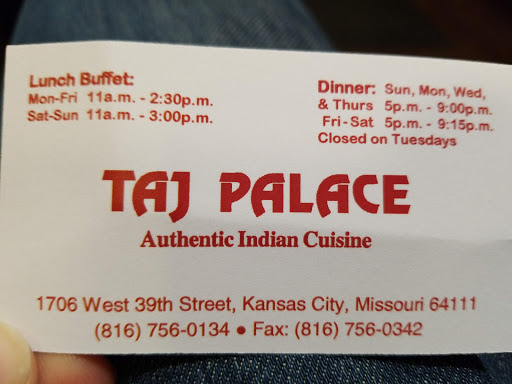 Lunch Buffet:
Mon-Fri 11a.m. - 2:30p.m.
Sat-Sun 11a.m. - 3:00p.m.
Dinner: Sun, Mon, Wed,
& Thurs 5p.m. - 9:00p.m.
Fri-Sat 5p.m. - 9:15p.m.
Closed on Tuesdays
TAJ PALACE
Authentic Indian Cuisine
1706 West 39th Street, Kansas City, Missouri 64111
(816) 756-0134 ● Fax: (816) 756-0342